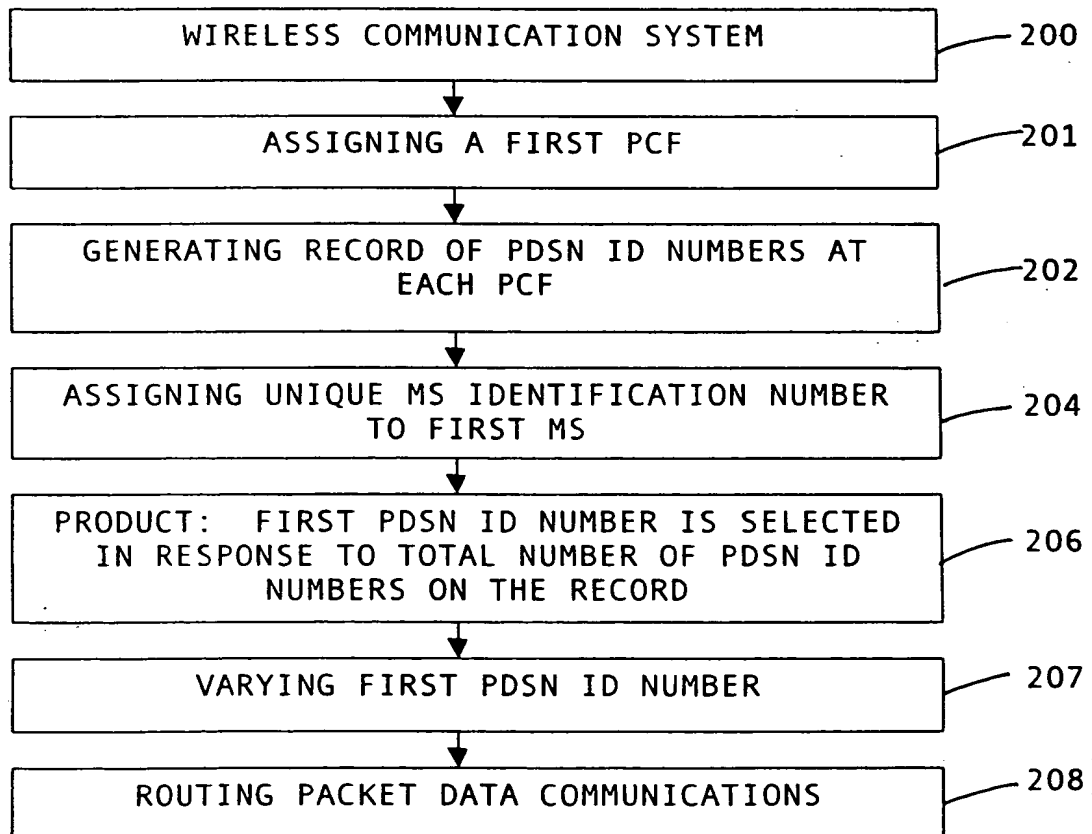 WIRELESS COMMUNICATION SYSTEM
200
ASSIGNING A FIRST PCF
201
GENERATING RECORD OF PDSN ID NUMBERS AT
EACH PCF
202
ASSIGNING UNIQUE MS IDENTIFICATION NUMBER
TO FIRST MS
204
PRODUCT: FIRST PDSN ID NUMBER IS SELECTED
IN RESPONSE TO TOTAL NUMBER OF PDSN ID
NUMBERS ON THE RECORD
206
VARYING FIRST PDSN ID NUMBER
207
ROUTING PACKET DATA COMMUNICATIONS
208